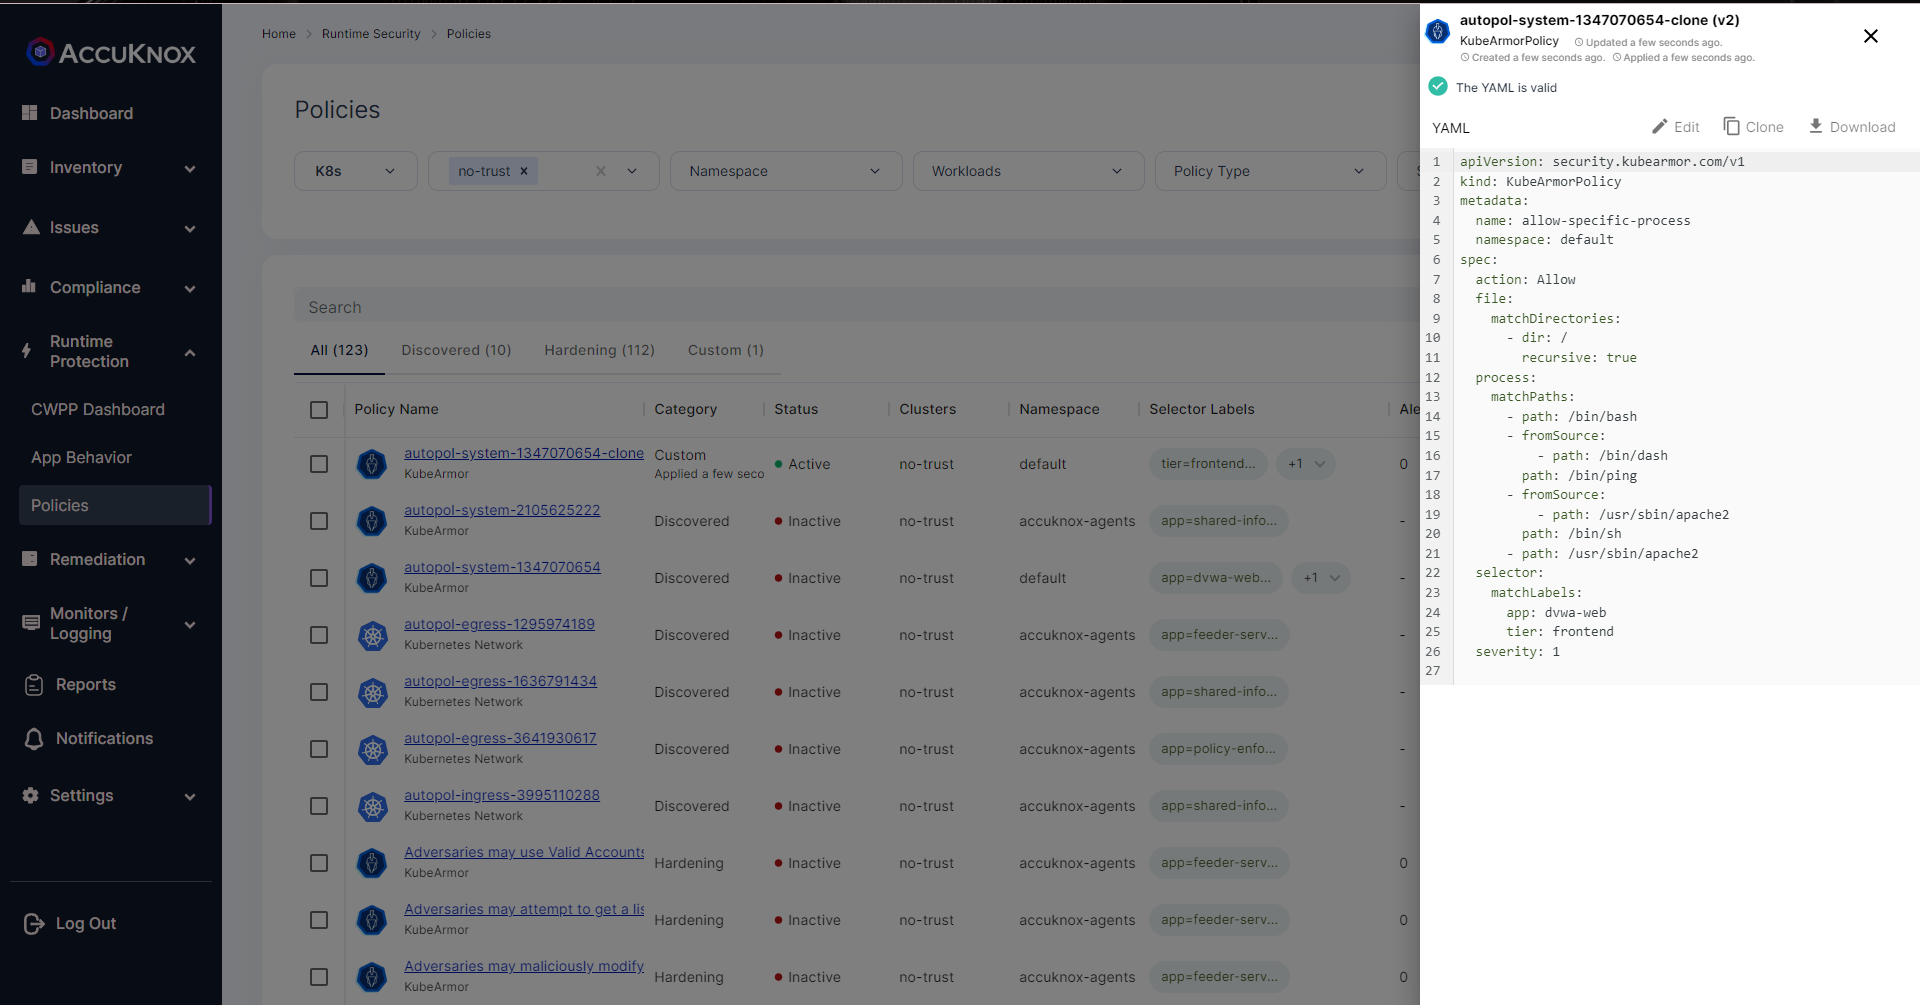 ACCUKNOX
Dashboard
Inventory
Issues
Compliance
Runtime
Protection
CWPP Dashboard
App Behavior
Policies
Remediation
Monitors /
Logging
Reports
Notifications
Settings
Log Out
Home > Runtime Security > Policies
Policies
K8s
no-trust
Namespace
Workloads
Policy Type
Search
All (123) Discovered (10) Hardening (112) Custom (1)
Policy Name Category Status Clusters Namespace Selector Labels
autopol-system-1347070654-clone Custom Active no-trust default tier=frontend... +1 0
KubeArmor Applied a few seco
autopol-system-2105625222 Discovered Inactive no-trust accuknox-agents app=shared-info... -
KubeArmor
autopol-system-1347070654 Discovered Inactive no-trust default app=dvwa-web... +1 -
KubeArmor
autopol-egress-1295974189 Discovered Inactive no-trust accuknox-agents app=feeder-serv... -
Kubernetes Network
autopol-egress-1636791434 Discovered Inactive no-trust accuknox-agents app=shared-info... -
Kubernetes Network
autopol-egress-3641930617 Discovered Inactive no-trust accuknox-agents app=policy-enfo... -
Kubernetes Network
autopol-ingress-3995110288 Discovered Inactive no-trust accuknox-agents app=shared-info... -
Kubernetes Network
Adversaries may use Valid Accounts Hardening Inactive no-trust accuknox-agents app=feeder-serv... 0
KubeArmor
Adversaries may attempt to get a lis Hardening Inactive no-trust accuknox-agents app=feeder-serv... 0
KubeArmor
Adversaries may maliciously modify Hardening Inactive no-trust accuknox-agents app=feeder-serv... 0
KubeArmor
autopol-system-1347070654-clone (v2)
KubeArmorPolicy Updated a few seconds ago.
Created a few seconds ago. Applied a few seconds ago.
The YAML is valid
YAML Edit Clone Download
1 apiVersion: security.kubearmor.com/v1
2 kind: KubeArmorPolicy
3 metadata:
4 name: allow-specific-process
5 namespace: default
6 spec:
7 action: Allow
8 file:
9 matchDirectories:
10 - dir: /
11 recursive: true
12 process:
13 matchPaths:
14 - path: /bin/bash
15 - fromSource:
16 - path: /bin/dash
17 path: /bin/ping
18 - fromSource:
19 - path: /usr/sbin/apache2
20 path: /bin/sh
21 - path: /usr/sbin/apache2
22 selector:
23 matchLabels:
24 app: dvwa-web
25 tier: frontend
26 severity: 1
27